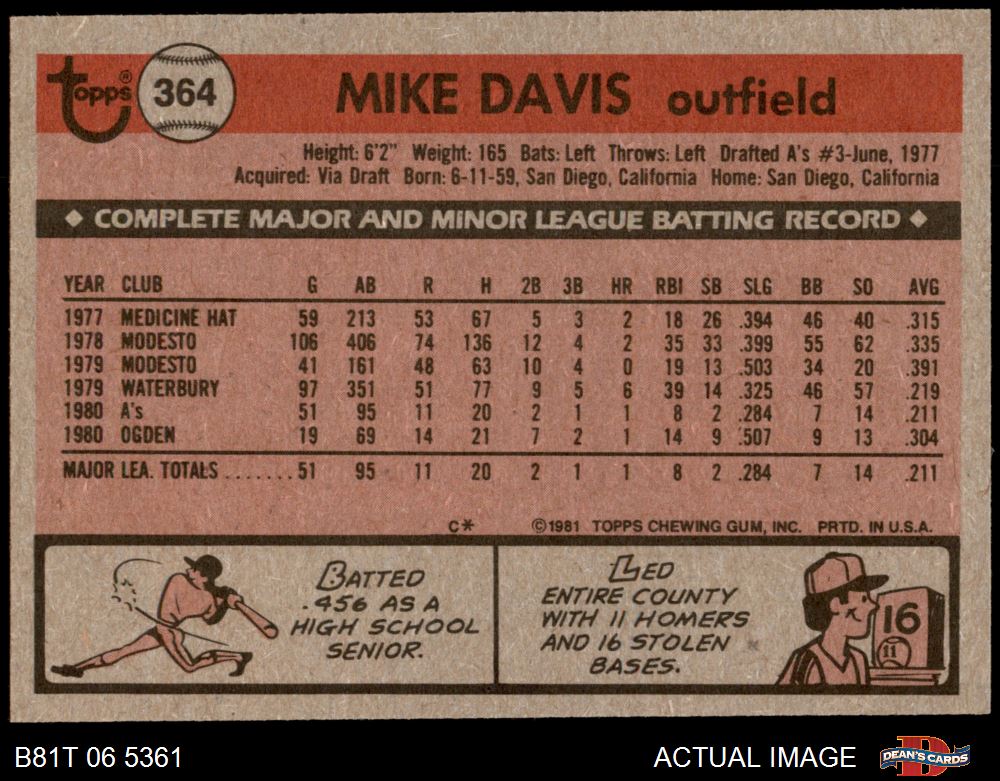 Topps ® 364 MIKE DAVIS outfield
Height: 6'2" Weight: 165 Bats: Left Throws: Left Drafted A's #3-June, 1977
Acquired: Via Draft Born: 6-11-59, San Diego, California Home: San Diego, California
◆ COMPLETE MAJOR AND MINOR LEAGUE BATTING RECORD ◆
YEAR CLUB G AB R H 2B 3B HR RBI SB SLG BB SO AVG
1977 MEDICINE HAT 59 213 53 67 5 3 2 18 26 .394 46 40 .315
1978 MODESTO 106 406 74 136 12 4 2 35 33 .399 55 62 .335
1979 MODESTO 41 161 48 63 10 4 0 19 13 .503 34 20 .391
1979 WATERBURY 97 351 51 77 9 5 6 39 14 .325 46 57 .219
1980 A's 51 95 11 20 2 1 1 8 2 .284 7 14 .211
1980 OGDEN 19 69 14 21 7 2 1 14 9 .507 9 13 .304
MAJOR LEA. TOTALS .......51 95 11 20 2 1 1 8 2 .284 7 14 .211
C* ©1981 TOPPS CHEWING GUM, INC. PRTD. IN U.S.A.
BATTED
.456 AS A
HIGH SCHOOL
SENIOR.
LED
ENTIRE COUNTY
WITH 11 HOMERS
AND 16 STOLEN
BASES.
16
11
B81T 06 5361 ACTUAL IMAGE DEAN'S CARDS